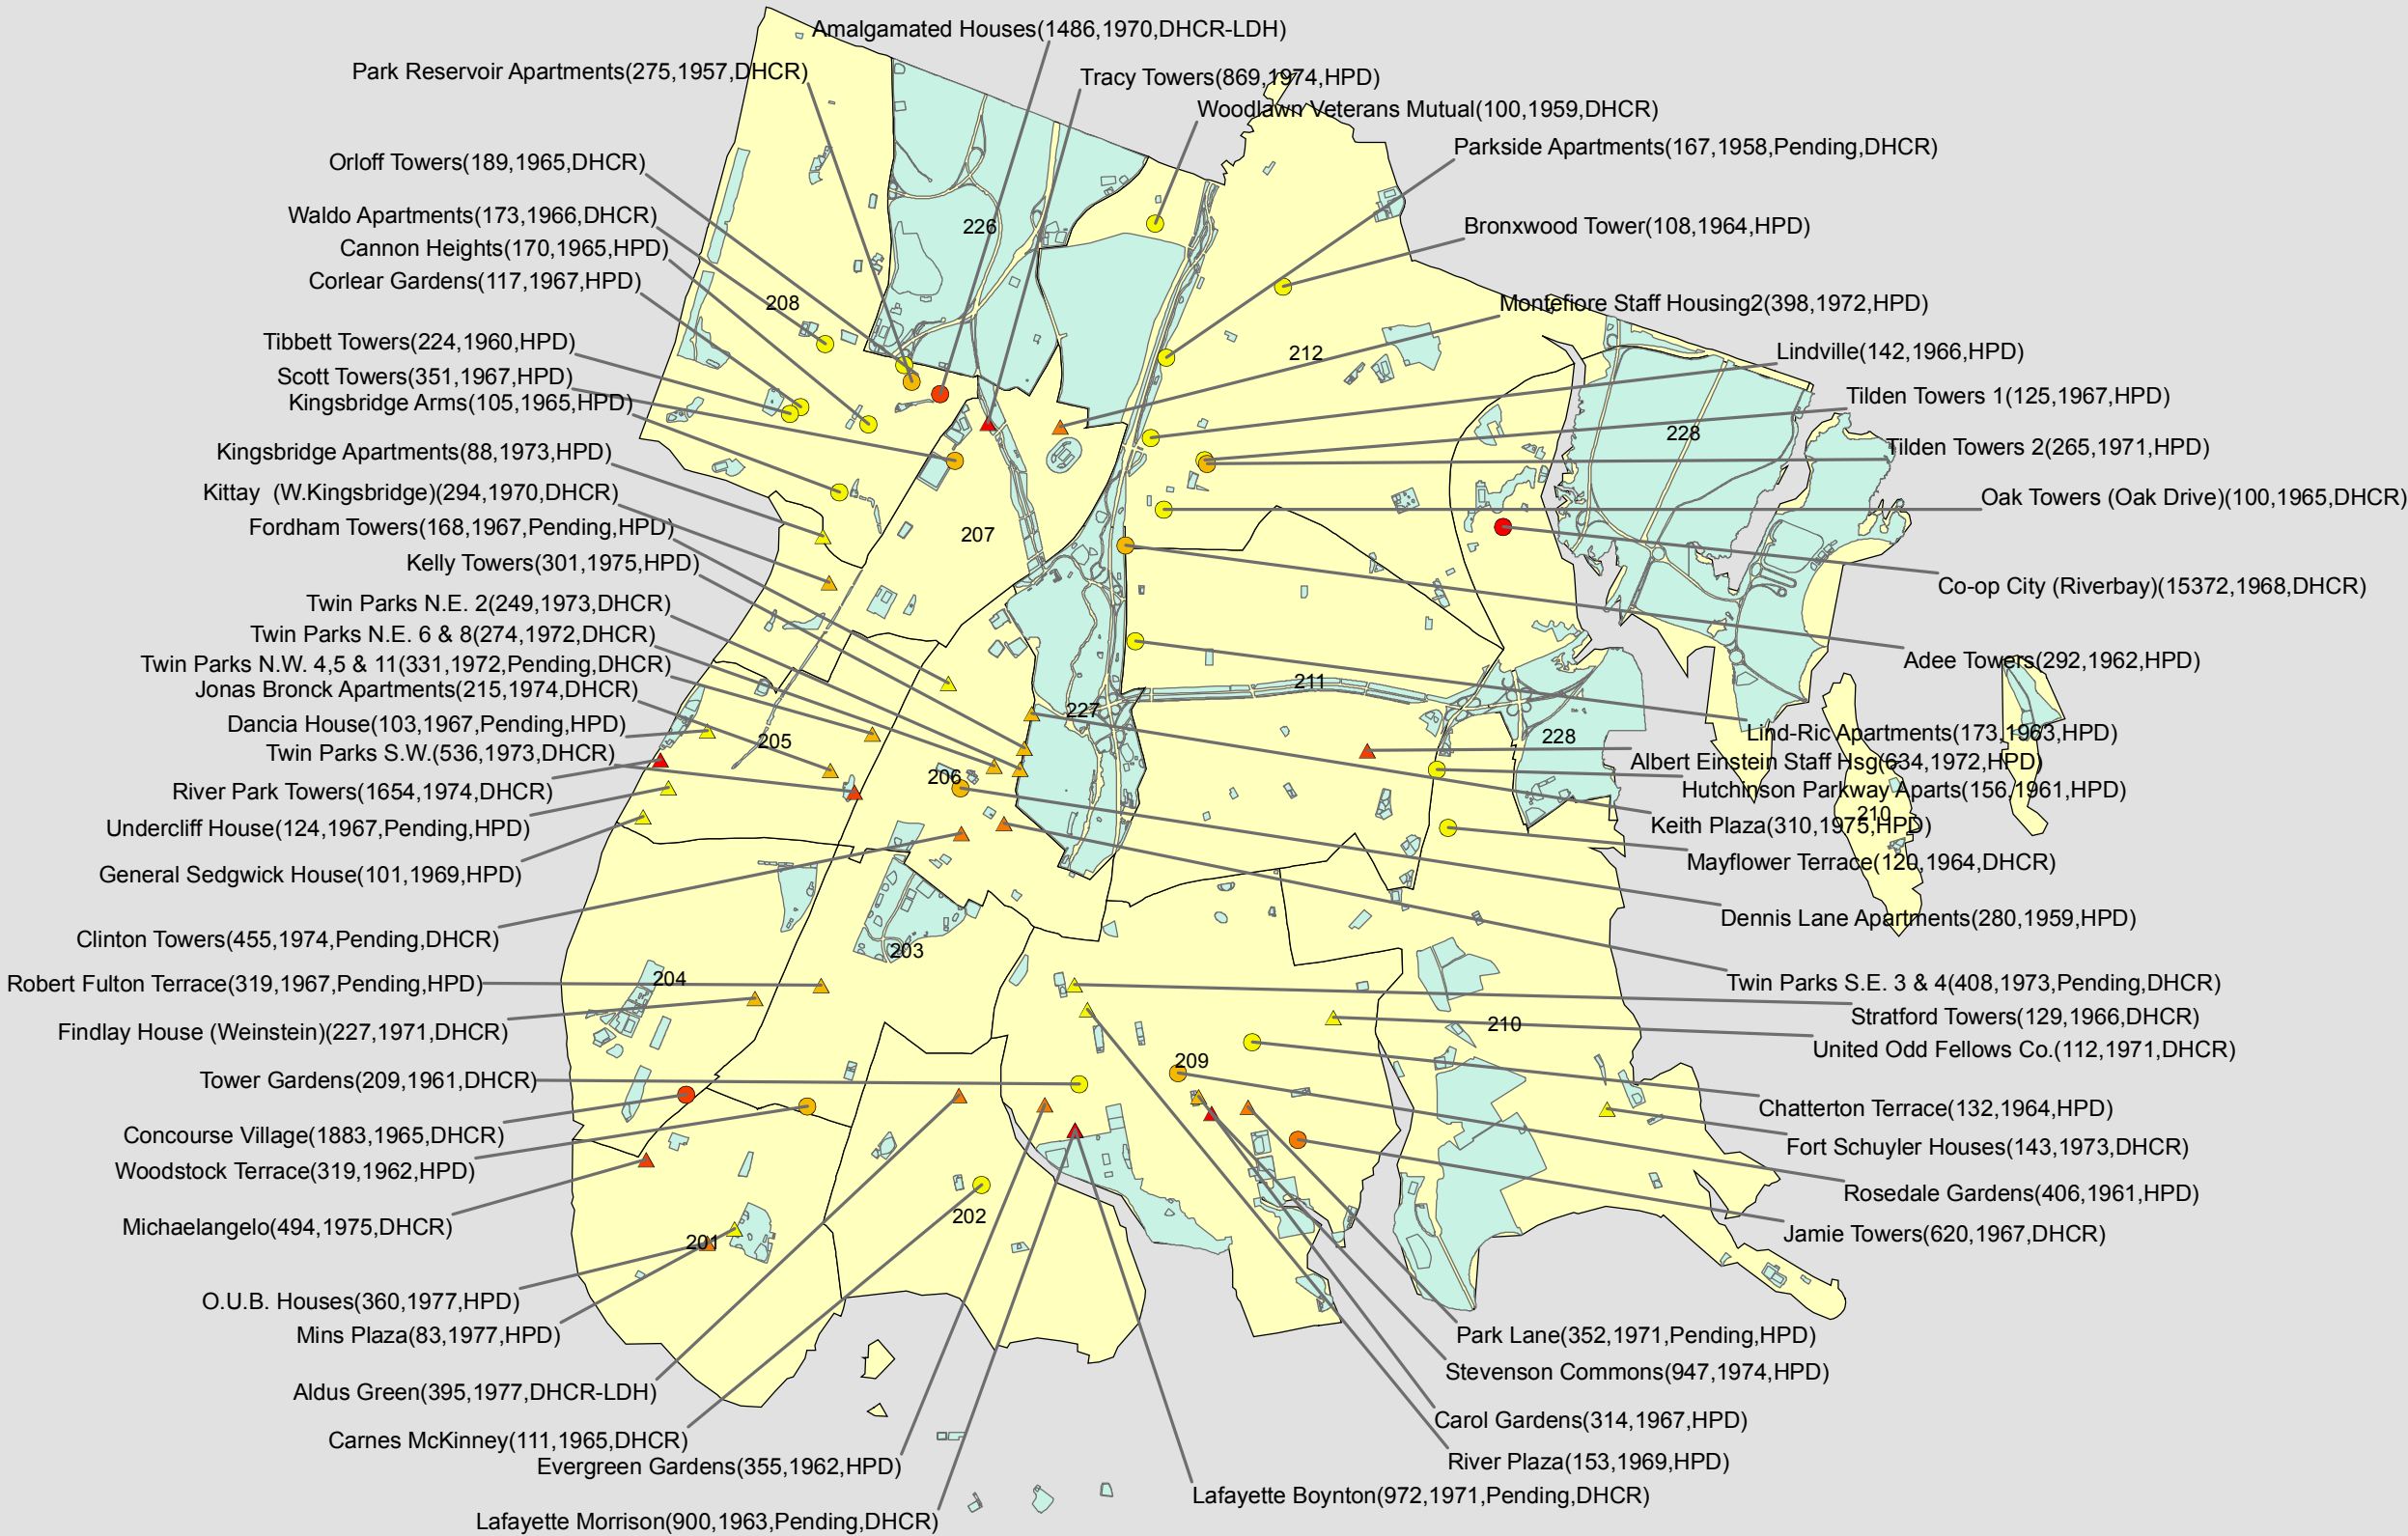 Amalgamated Houses(1486,1970,DHCR-LDH)
Park Reservoir Apartments(275,1957,DHCR)
Tracy Towers(869,1974,HPD)
Woodlawn Veterans Mutual(100,1959,DHCR)
Parkside Apartments(167,1958,Pending,DHCR)
Orloff Towers(189,1965,DHCR)
Waldo Apartments(173,1966,DHCR)
226
Bronxwood Tower(108,1964,HPD)
Cannon Heights(170,1965,HPD)
Corlear Gardens(117,1967,HPD)
208
Montefiore Staff Housing2(398,1972,HPD)
Tibbett Towers(224,1960,HPD)
212
Lindville(142,1966,HPD)
Scott Towers(351,1967,HPD)
Kingsbridge Arms(105,1965,HPD)
Tilden Towers 1(125,1967,HPD)
228
Kingsbridge Apartments(88,1973,HPD)
Tilden Towers 2(265,1971,HPD)
Kittay  (W.Kingsbridge)(294,1970,DHCR)
Oak Towers (Oak Drive)(100,1965,DHCR)
Fordham Towers(168,1967,Pending,HPD)
207
Kelly Towers(301,1975,HPD)
Co-op City (Riverbay)(15372,1968,DHCR)
Twin Parks N.E. 2(249,1973,DHCR)
Twin Parks N.E. 6 & 8(274,1972,DHCR)
Twin Parks N.W. 4,5 & 11(331,1972,Pending,DHCR)
Adee Towers(292,1962,HPD)
Jonas Bronck Apartments(215,1974,DHCR)
211
227
Dancia House(103,1967,Pending,HPD)
205
228
Lind-Ric Apartments(173,1963,HPD)
Twin Parks S.W.(536,1973,DHCR)
Albert Einstein Staff Hsg(634,1972,HPD)
206
River Park Towers(1654,1974,DHCR)
Hutchinson Parkway Aparts(156,1961,HPD)
210
Undercliff House(124,1967,Pending,HPD)
Keith Plaza(310,1975,HPD)
Mayflower Terrace(120,1964,DHCR)
General Sedgwick House(101,1969,HPD)
Dennis Lane Apartments(280,1959,HPD)
Clinton Towers(455,1974,Pending,DHCR)
203
204
Robert Fulton Terrace(319,1967,Pending,HPD)
Twin Parks S.E. 3 & 4(408,1973,Pending,DHCR)
Stratford Towers(129,1966,DHCR)
210
Findlay House (Weinstein)(227,1971,DHCR)
United Odd Fellows Co.(112,1971,DHCR)
209
Tower Gardens(209,1961,DHCR)
Chatterton Terrace(132,1964,HPD)
Concourse Village(1883,1965,DHCR)
Fort Schuyler Houses(143,1973,DHCR)
Woodstock Terrace(319,1962,HPD)
Rosedale Gardens(406,1961,HPD)
202
Michaelangelo(494,1975,DHCR)
Jamie Towers(620,1967,DHCR)
201
O.U.B. Houses(360,1977,HPD)
Mins Plaza(83,1977,HPD)
Park Lane(352,1971,Pending,HPD)
Stevenson Commons(947,1974,HPD)
Aldus Green(395,1977,DHCR-LDH)
Carol Gardens(314,1967,HPD)
Carnes McKinney(111,1965,DHCR)
River Plaza(153,1969,HPD)
Evergreen Gardens(355,1962,HPD)
Lafayette Boynton(972,1971,Pending,DHCR)
Lafayette Morrison(900,1963,Pending,DHCR)